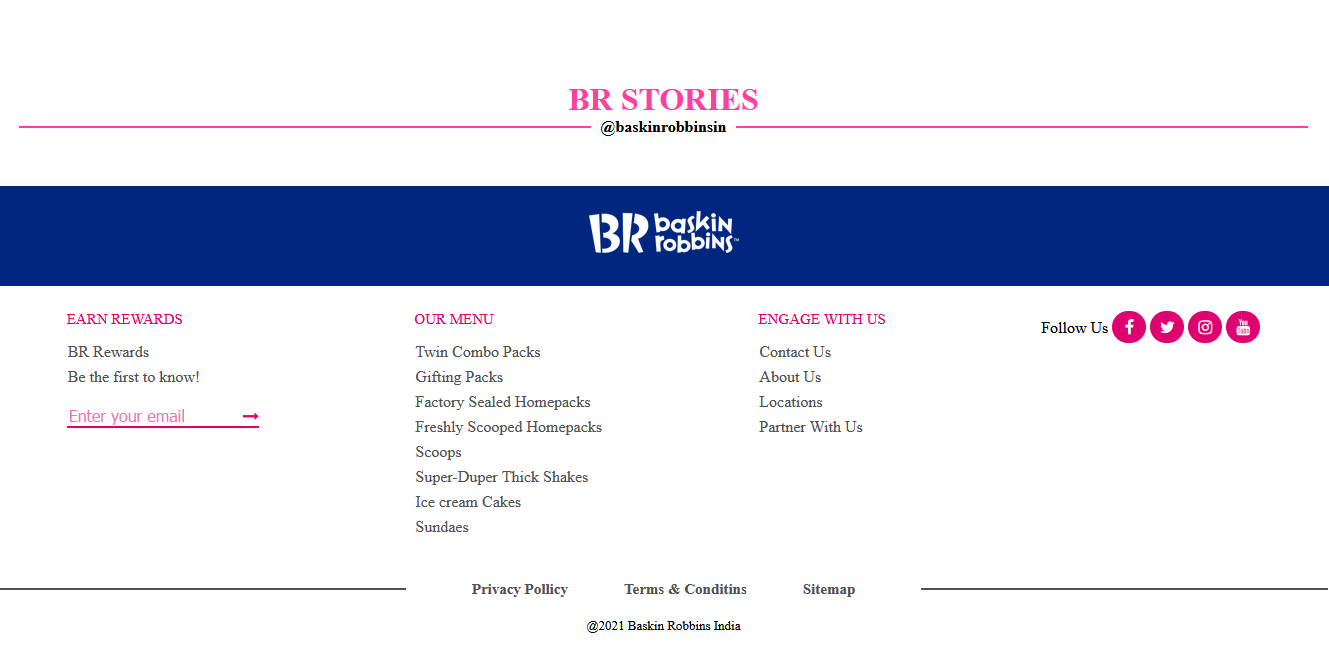 BR STORIES
@baskinrobbinsin
BR baskin robbins™
EARN REWARDS
BR Rewards
Be the first to know!
Enter your email
OUR MENU
Twin Combo Packs
Gifting Packs
Factory Sealed Homepacks
Freshly Scooped Homepacks
Scoops
Super-Duper Thick Shakes
Ice cream Cakes
Sundaes
ENGAGE WITH US
Contact Us
About Us
Locations
Partner With Us
Follow Us
You Tube
Privacy Pollicy Terms & Conditins Sitemap
@2021 Baskin Robbins India